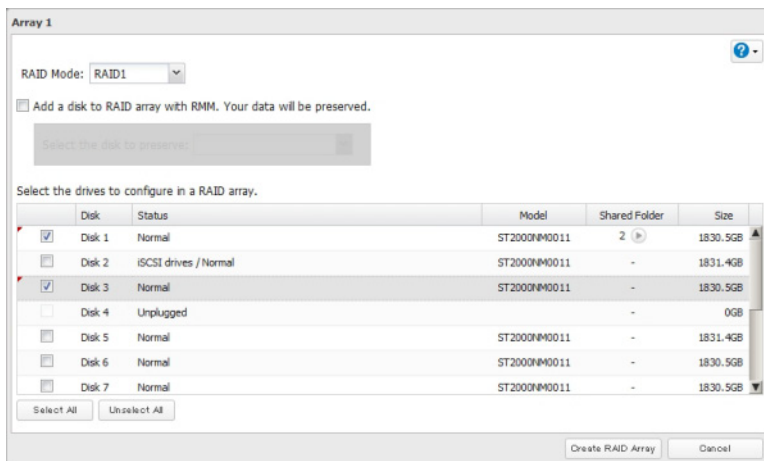 Array 1
?
RAID Mode: RAID1
Add a disk to RAID array with RMM. Your data will be preserved.
Select the disk to preserve:
Select the drives to configure in a RAID array.
Disk Status Model Shared Folder Size
Disk 1 Normal ST2000NM0011 2 1830.5GB
Disk 2 iSCSI drives / Normal ST2000NM0011 - 1831.4GB
Disk 3 Normal ST2000NM0011 - 1830.5GB
Disk 4 Unplugged - 0GB
Disk 5 Normal ST2000NM0011 - 1831.4GB
Disk 6 Normal ST2000NM0011 - 1830.5GB
Disk 7 Normal ST2000NM0011 - 1830.5GB
Select All Unselect All
Create RAID Array Cancel